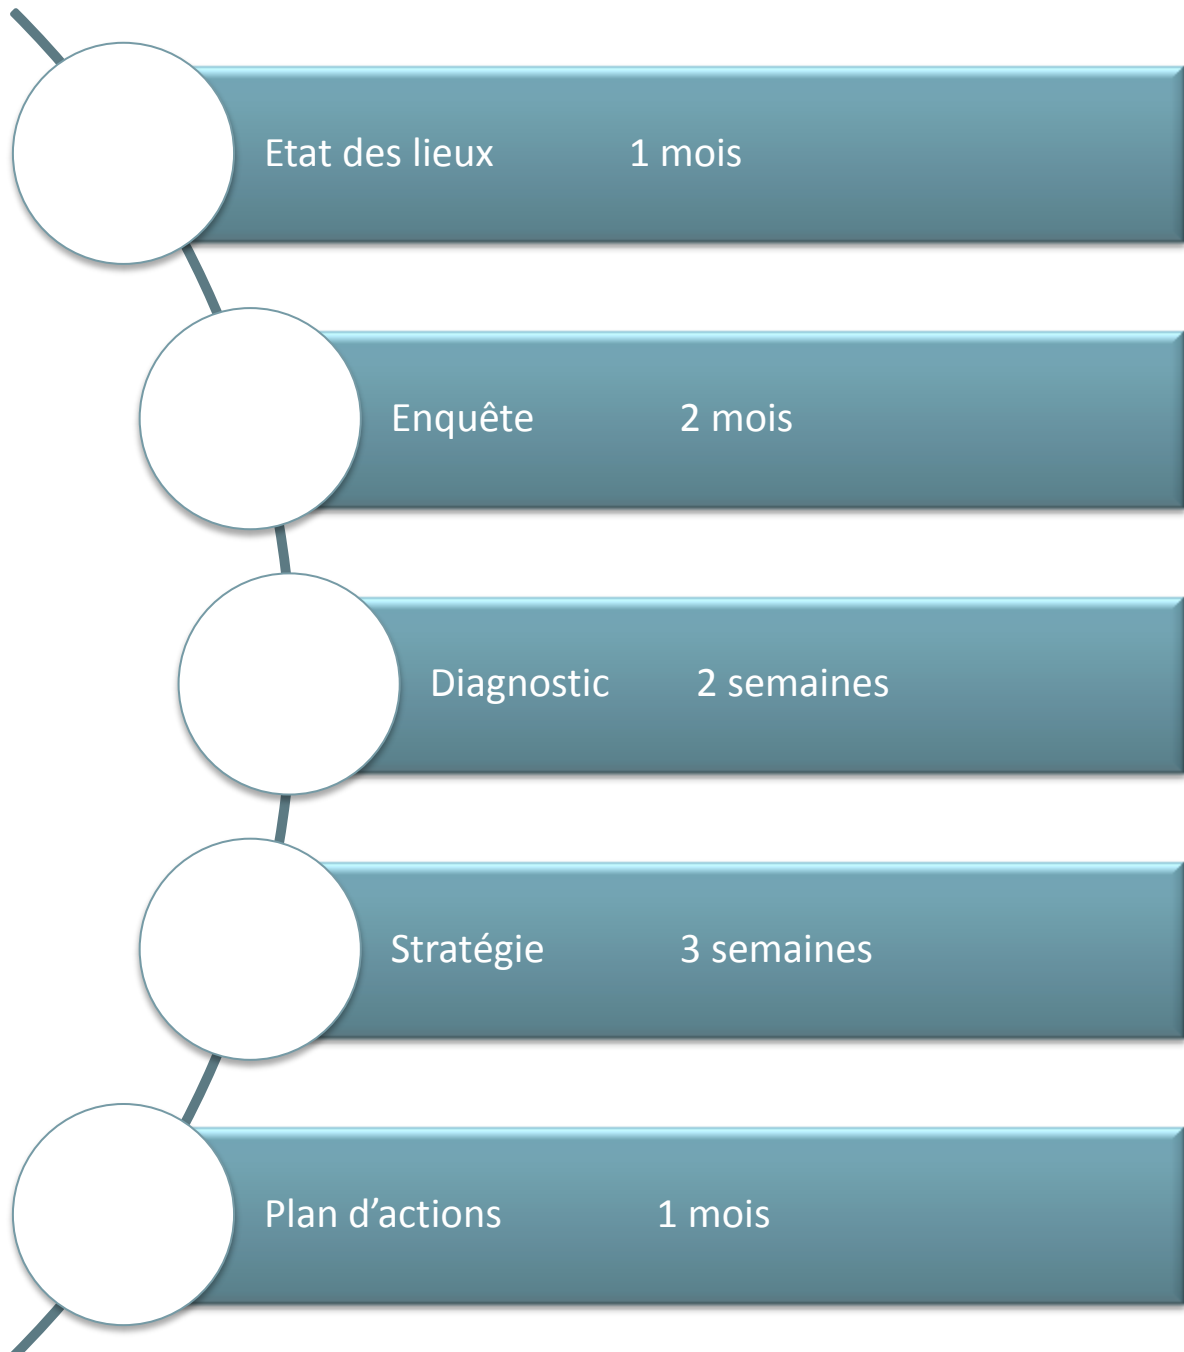 Etat des lieux 1 mois
Enquête 2 mois
Diagnostic 2 semaines
Stratégie 3 semaines
Plan d’actions 1 mois